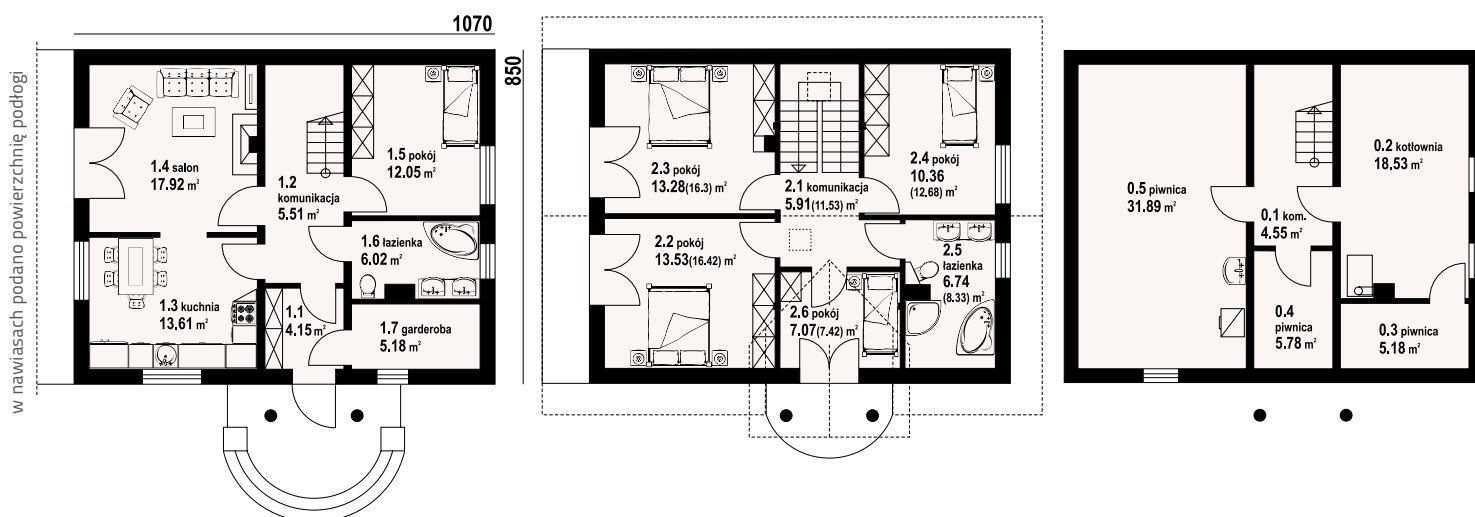 w nawiasach podano powierzchnię podłogi
1070
850
1.4 salon
17.92 m²
1.2
komunikacja
5.51 m²
1.5 pokój
12.05 m²
1.6 łazienka
6.02 m²
1.3 kuchnia
13.61 m²
1.1
4.15 m²
1.7 garderoba
5.18 m²
2.3 pokój
13.28(16.3) m²
2.1 komunikacja
5.91(11.53) m²
2.4 pokój
10.36
(12.68) m²
2.2 pokój
13.53(16.42) m²
2.5
łazienka
6.74
(8.33) m²
2.6 pokój
7.07(7.42) m²
0.5 piwnica
31.89 m²
0.2 kotłownia
18,53 m²
0.1 kom.
4.55 m²
0.4
piwnica
5.78 m²
0.3 piwnica
5.18 m²